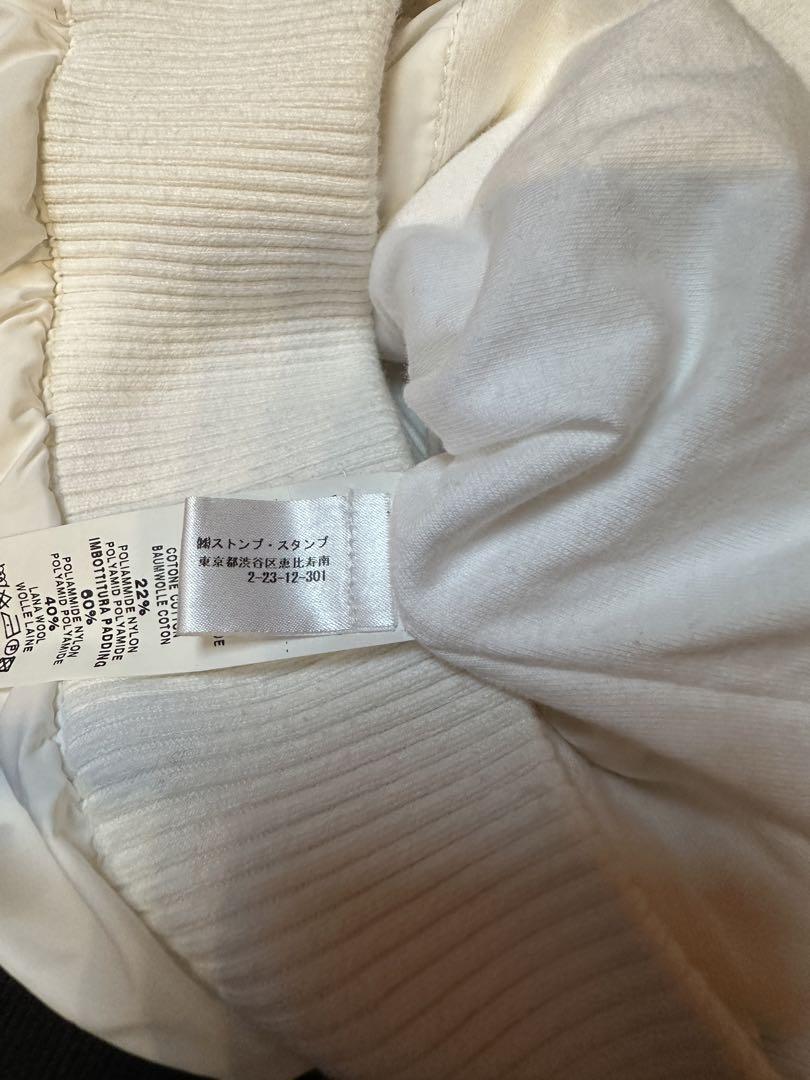 ㈱ストンプ・スタンプ
東京都渋谷区恵比寿南
2-23-12-301
COTONE COTTON
BAUMWOLLE COTON
22%
POLIAMMIDE NYLON
POLYAMID POLYAMIDE
IMBOTTITURA PADDING
60%
POLIAMMIDE NYLON
POLYAMID POLYAMIDE
40%
LANA WOOL
WOLLE LAINE